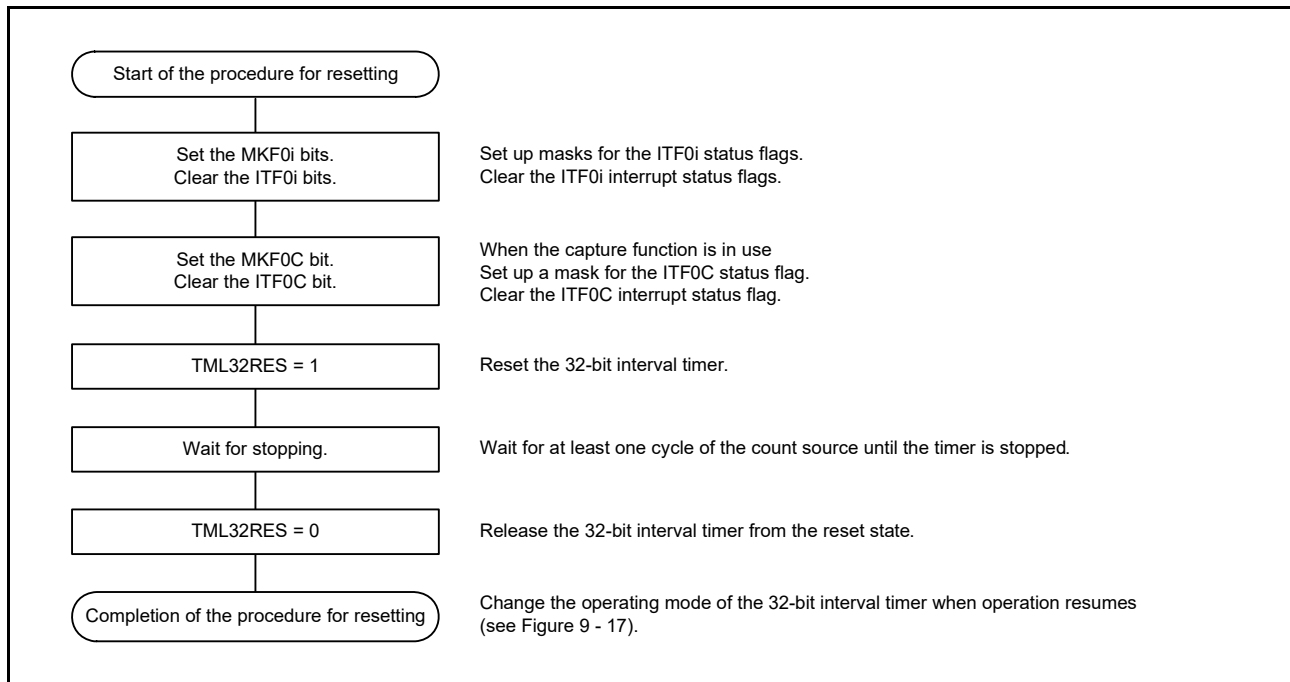 Start of the procedure for resetting
Set the MKF0i bits.
Clear the ITF0i bits.
Set up masks for the ITF0i status flags.
Clear the ITF0i interrupt status flags.
Set the MKF0C bit.
Clear the ITF0C bit.
When the capture function is in use
Set up a mask for the ITF0C status flag.
Clear the ITF0C interrupt status flag.
TML32RES = 1
Reset the 32-bit interval timer.
Wait for stopping.
Wait for at least one cycle of the count source until the timer is stopped.
TML32RES = 0
Release the 32-bit interval timer from the reset state.
Completion of the procedure for resetting
Change the operating mode of the 32-bit interval timer when operation resumes
(see Figure 9 - 17).